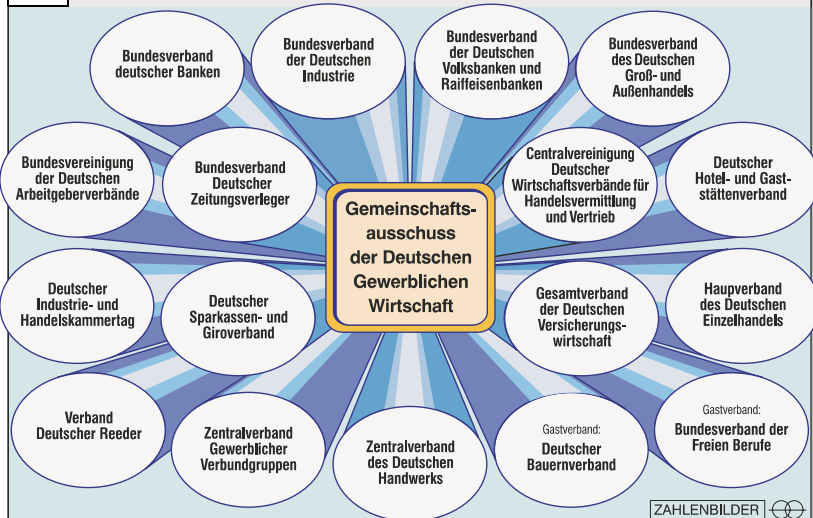 Bundesverband
deutscher Banken
Bundesverband
der Deutschen
Industrie
Bundesverband
der Deutschen
Volksbanken und
Raiffeisenbanken
Bundesverband
des Deutschen
Groß- und
Außenhandels
Bundesvereinigung
der Deutschen
Arbeitgeberverbände
Bundesverband
Deutscher
Zeitungsverleger
Centralvereinigung
Deutscher
Wirtschaftsverbände für
Handelsvermittlung
und Vertrieb
Deutscher
Hotel- und Gast-
stättenverband
Gemeinschafts-
ausschuss
der Deutschen
Gewerblichen
Wirtschaft
Deutscher
Industrie- und
Handelskammertag
Deutscher
Sparkassen- und
Giroverband
Gesamtverband
der Deutschen
Versicherungs-
wirtschaft
Haupverband
des Deutschen
Einzelhandels
Verband
Deutscher Reeder
Zentralverband
Gewerblicher
Verbundgruppen
Zentralverband
des Deutschen
Handwerks
Gastverband:
Deutscher
Bauernverband
Gastverband:
Bundesverband der
Freien Berufe
ZAHLENBILDER